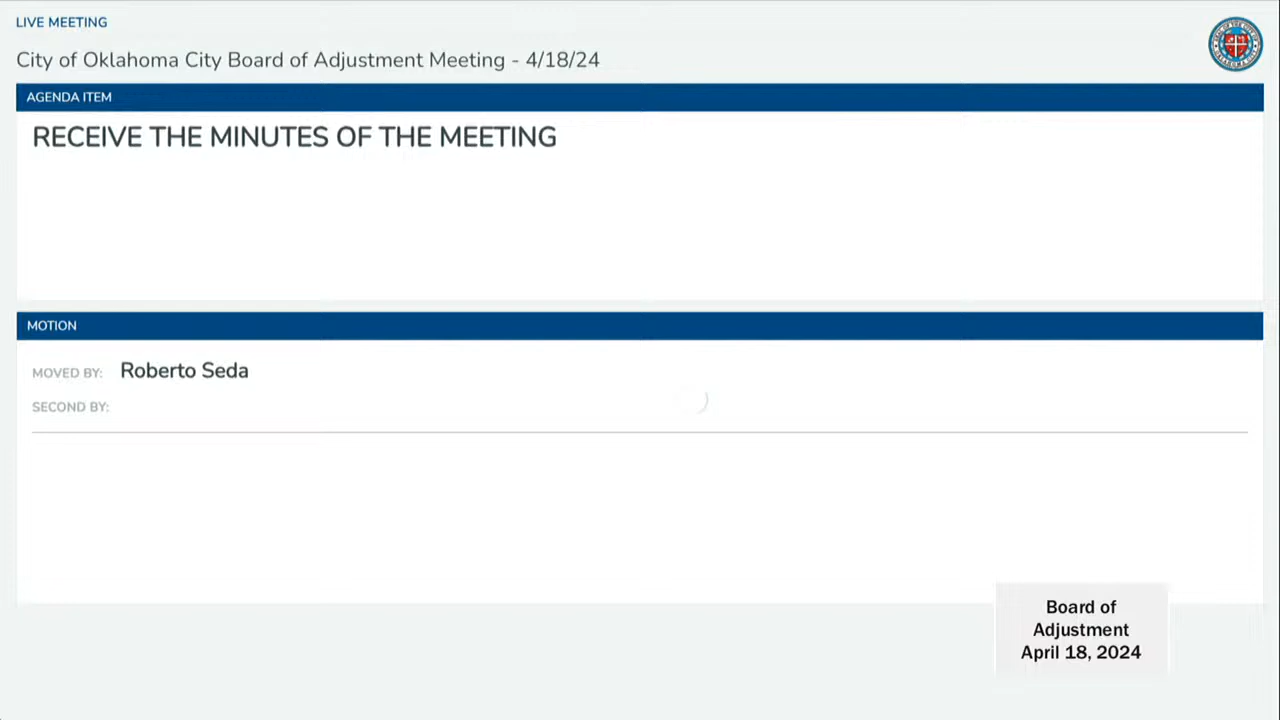 LIVE MEETING
City of Oklahoma City Board of Adjustment Meeting - 4/18/24
AGENDA ITEM
RECEIVE THE MINUTES OF THE MEETING
MOTION
MOVED BY: Roberto Seda
SECOND BY:
Board of
Adjustment
April 18, 2024